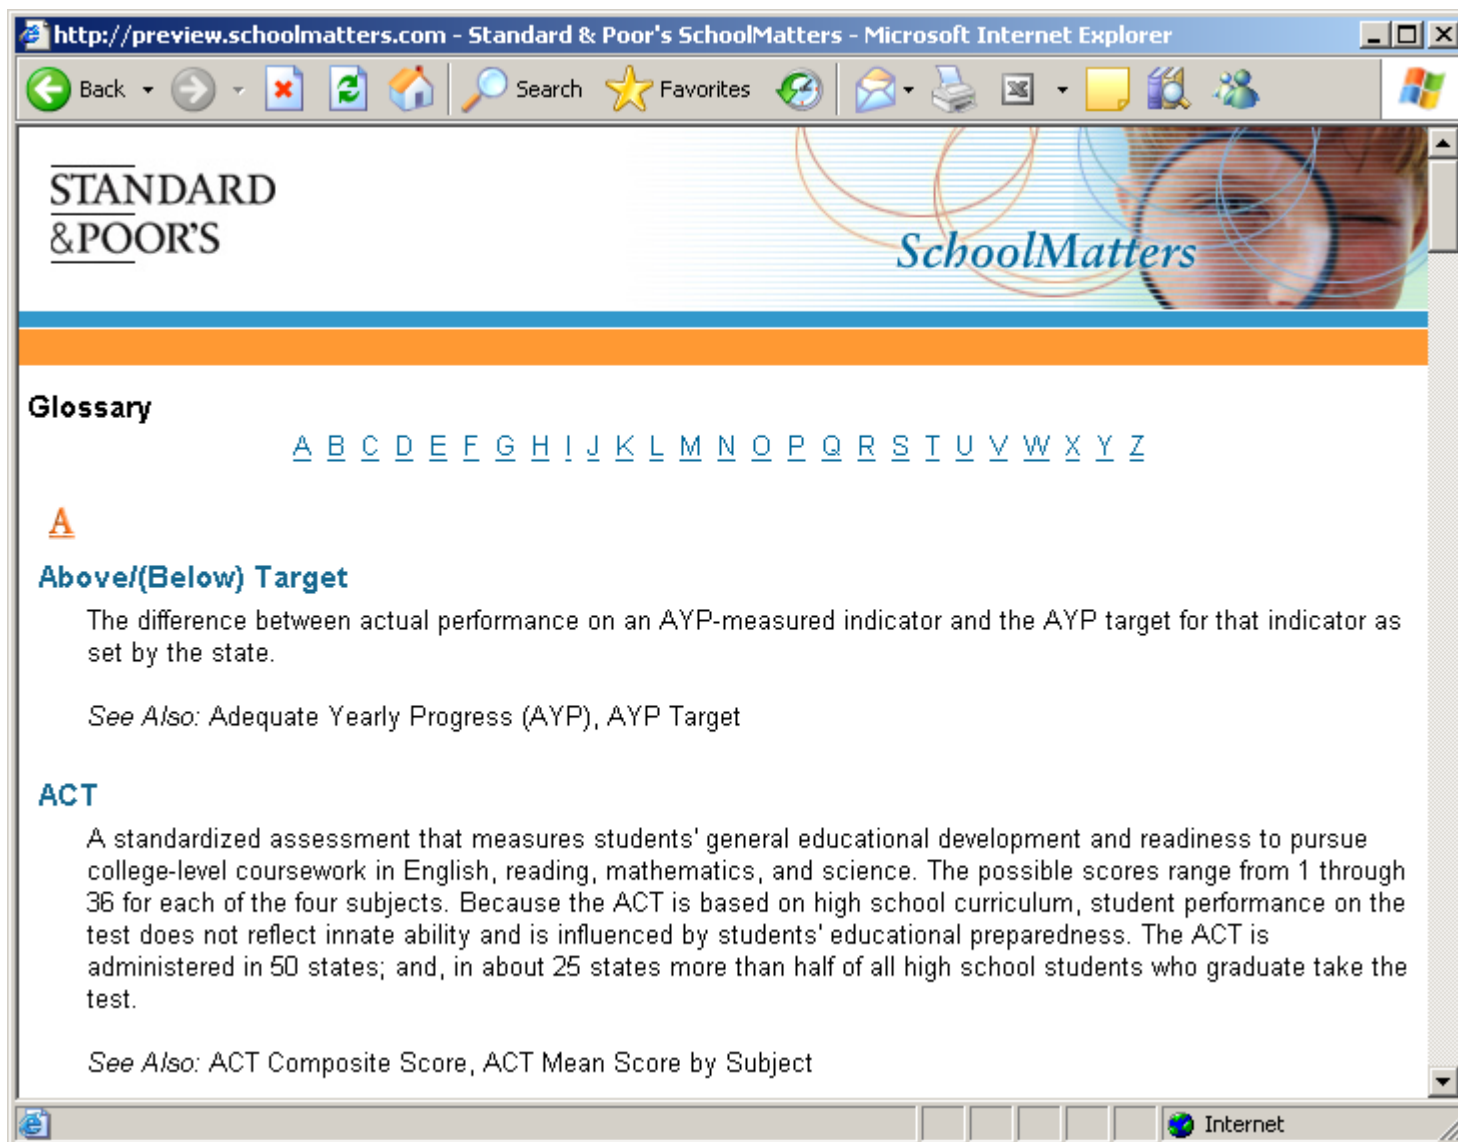 http://preview.schoolmatters.com - Standard & Poor's SchoolMatters - Microsoft Internet Explorer
Back Search Favorites
STANDARD
&POOR'S
SchoolMatters
Glossary
A B C D E F G H I J K L M N O P Q R S T U V W X Y Z
A
Above/(Below) Target
The difference between actual performance on an AYP-measured indicator and the AYP target for that indicator as
set by the state.
See Also: Adequate Yearly Progress (AYP), AYP Target
ACT
A standardized assessment that measures students' general educational development and readiness to pursue
college-level coursework in English, reading, mathematics, and science. The possible scores range from 1 through
36 for each of the four subjects. Because the ACT is based on high school curriculum, student performance on the
test does not reflect innate ability and is influenced by students' educational preparedness. The ACT is
administered in 50 states; and, in about 25 states more than half of all high school students who graduate take the
test.
See Also: ACT Composite Score, ACT Mean Score by Subject
Internet